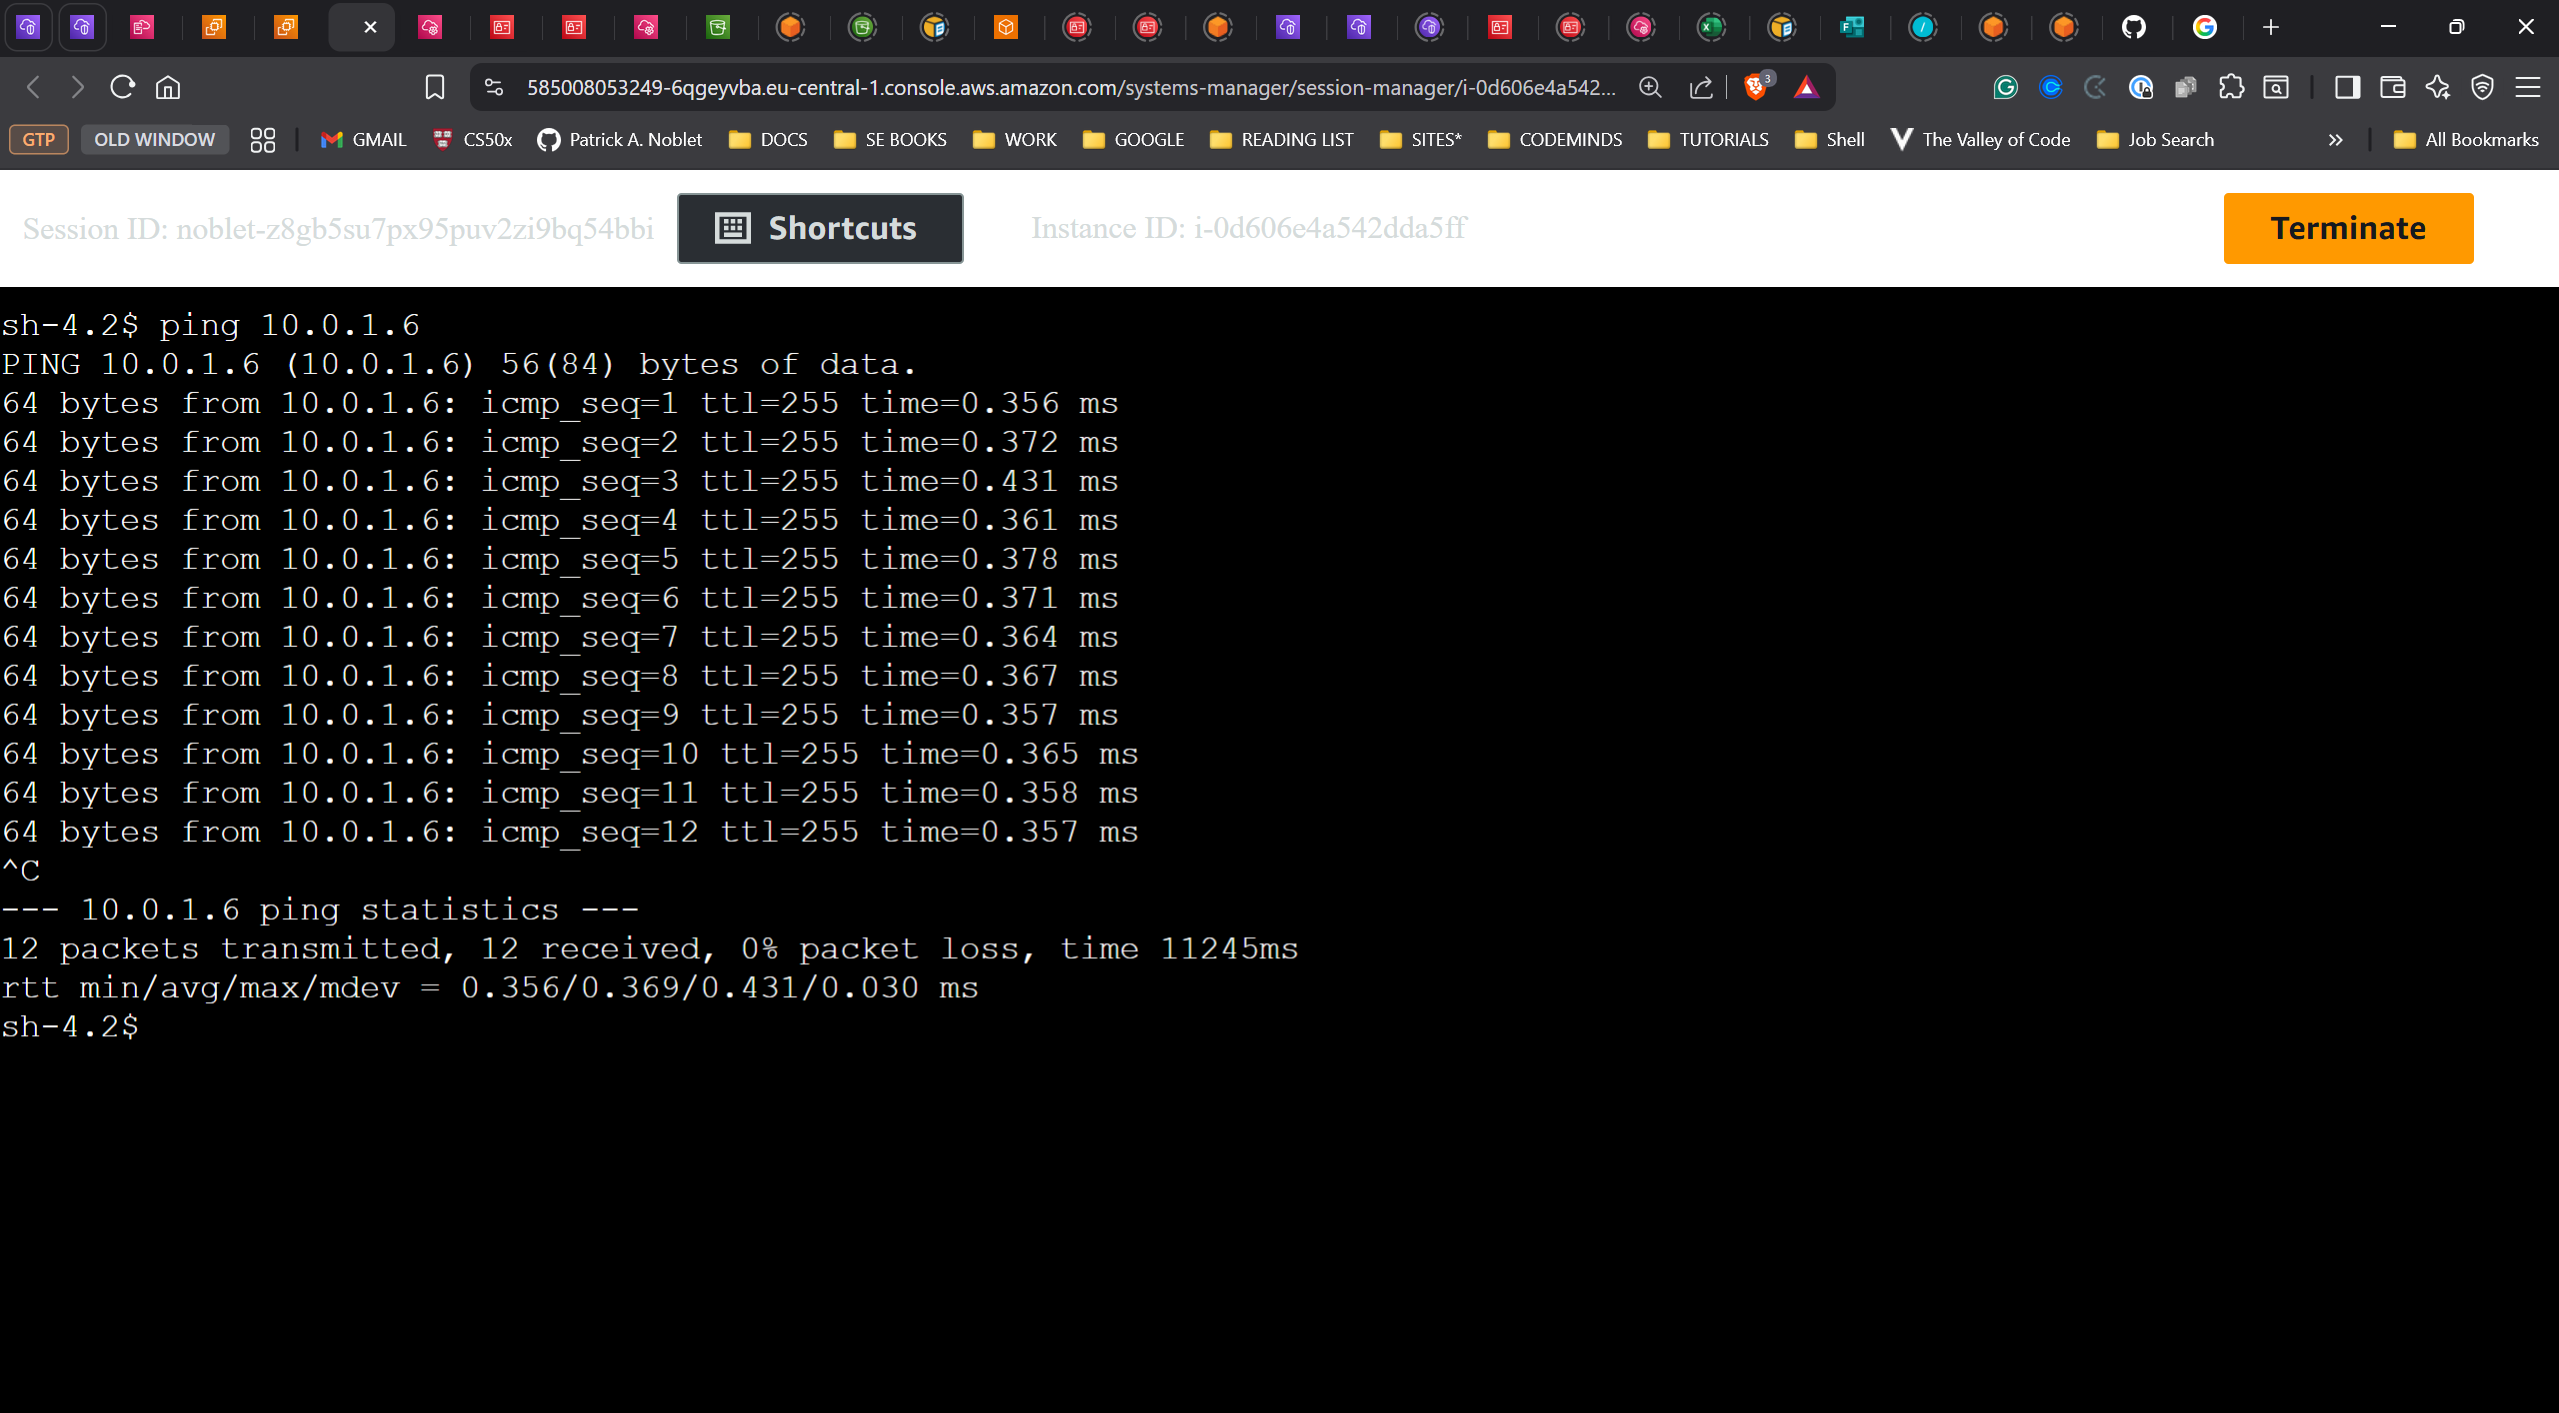 585008053249-6qgeyvba.eu-central-1.console.aws.amazon.com/systems-manager/session-manager/i-0d606e4a542...
3
GTP OLD WINDOW GMAIL CS50x Patrick A. Noblet DOCS SE BOOKS WORK GOOGLE READING LIST SITES* CODEMINDS TUTORIALS Shell The Valley of Code Job Search » All Bookmarks
Session ID: noblet-z8gb5su7px95puv2zi9bq54bbi Shortcuts Instance ID: i-0d606e4a542dda5ff Terminate
sh-4.2$ ping 10.0.1.6
PING 10.0.1.6 (10.0.1.6) 56(84) bytes of data.
64 bytes from 10.0.1.6: icmp_seq=1 ttl=255 time=0.356 ms
64 bytes from 10.0.1.6: icmp_seq=2 ttl=255 time=0.372 ms
64 bytes from 10.0.1.6: icmp_seq=3 ttl=255 time=0.431 ms
64 bytes from 10.0.1.6: icmp_seq=4 ttl=255 time=0.361 ms
64 bytes from 10.0.1.6: icmp_seq=5 ttl=255 time=0.378 ms
64 bytes from 10.0.1.6: icmp_seq=6 ttl=255 time=0.371 ms
64 bytes from 10.0.1.6: icmp_seq=7 ttl=255 time=0.364 ms
64 bytes from 10.0.1.6: icmp_seq=8 ttl=255 time=0.367 ms
64 bytes from 10.0.1.6: icmp_seq=9 ttl=255 time=0.357 ms
64 bytes from 10.0.1.6: icmp_seq=10 ttl=255 time=0.365 ms
64 bytes from 10.0.1.6: icmp_seq=11 ttl=255 time=0.358 ms
64 bytes from 10.0.1.6: icmp_seq=12 ttl=255 time=0.357 ms
^C
--- 10.0.1.6 ping statistics ---
12 packets transmitted, 12 received, 0% packet loss, time 11245ms
rtt min/avg/max/mdev = 0.356/0.369/0.431/0.030 ms
sh-4.2$